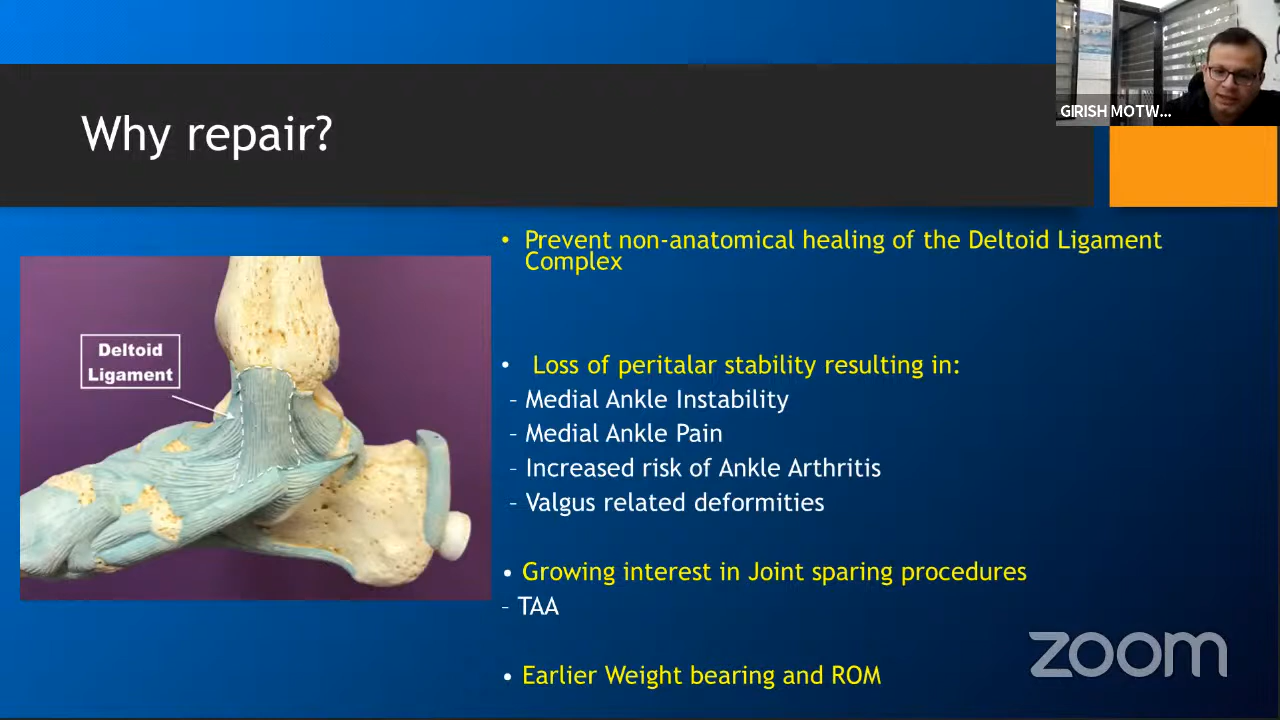 GIRISH MOTW...
Why repair?
• Prevent non-anatomical healing of the Deltoid Ligament
Complex
Deltoid
Ligament
• Loss of peritalar stability resulting in:
- Medial Ankle Instability
- Medial Ankle Pain
- Increased risk of Ankle Arthritis
- Valgus related deformities
• Growing interest in Joint sparing procedures
- TAA
• Earlier Weight bearing and ROM
zoom